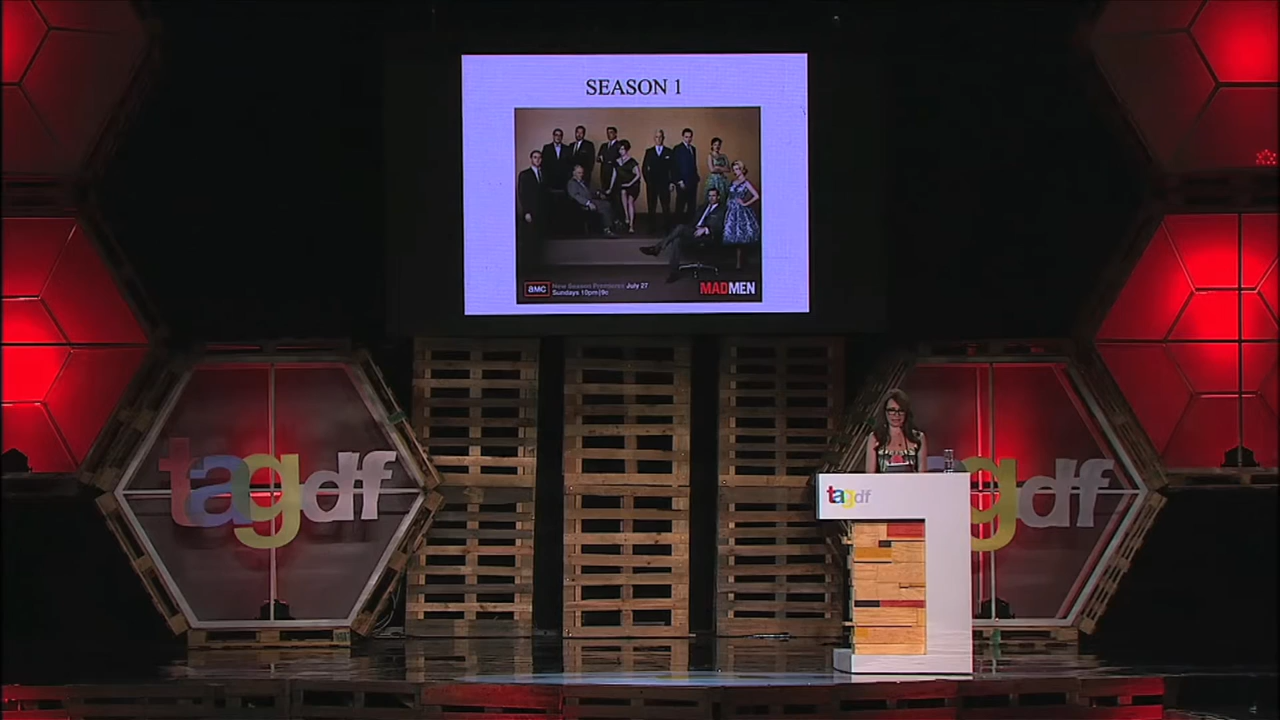 SEASON 1
AMC
New Season Premieres July 27
Sundays 10pm|9c
MADMEN
tagdf
tagdf
tagdf